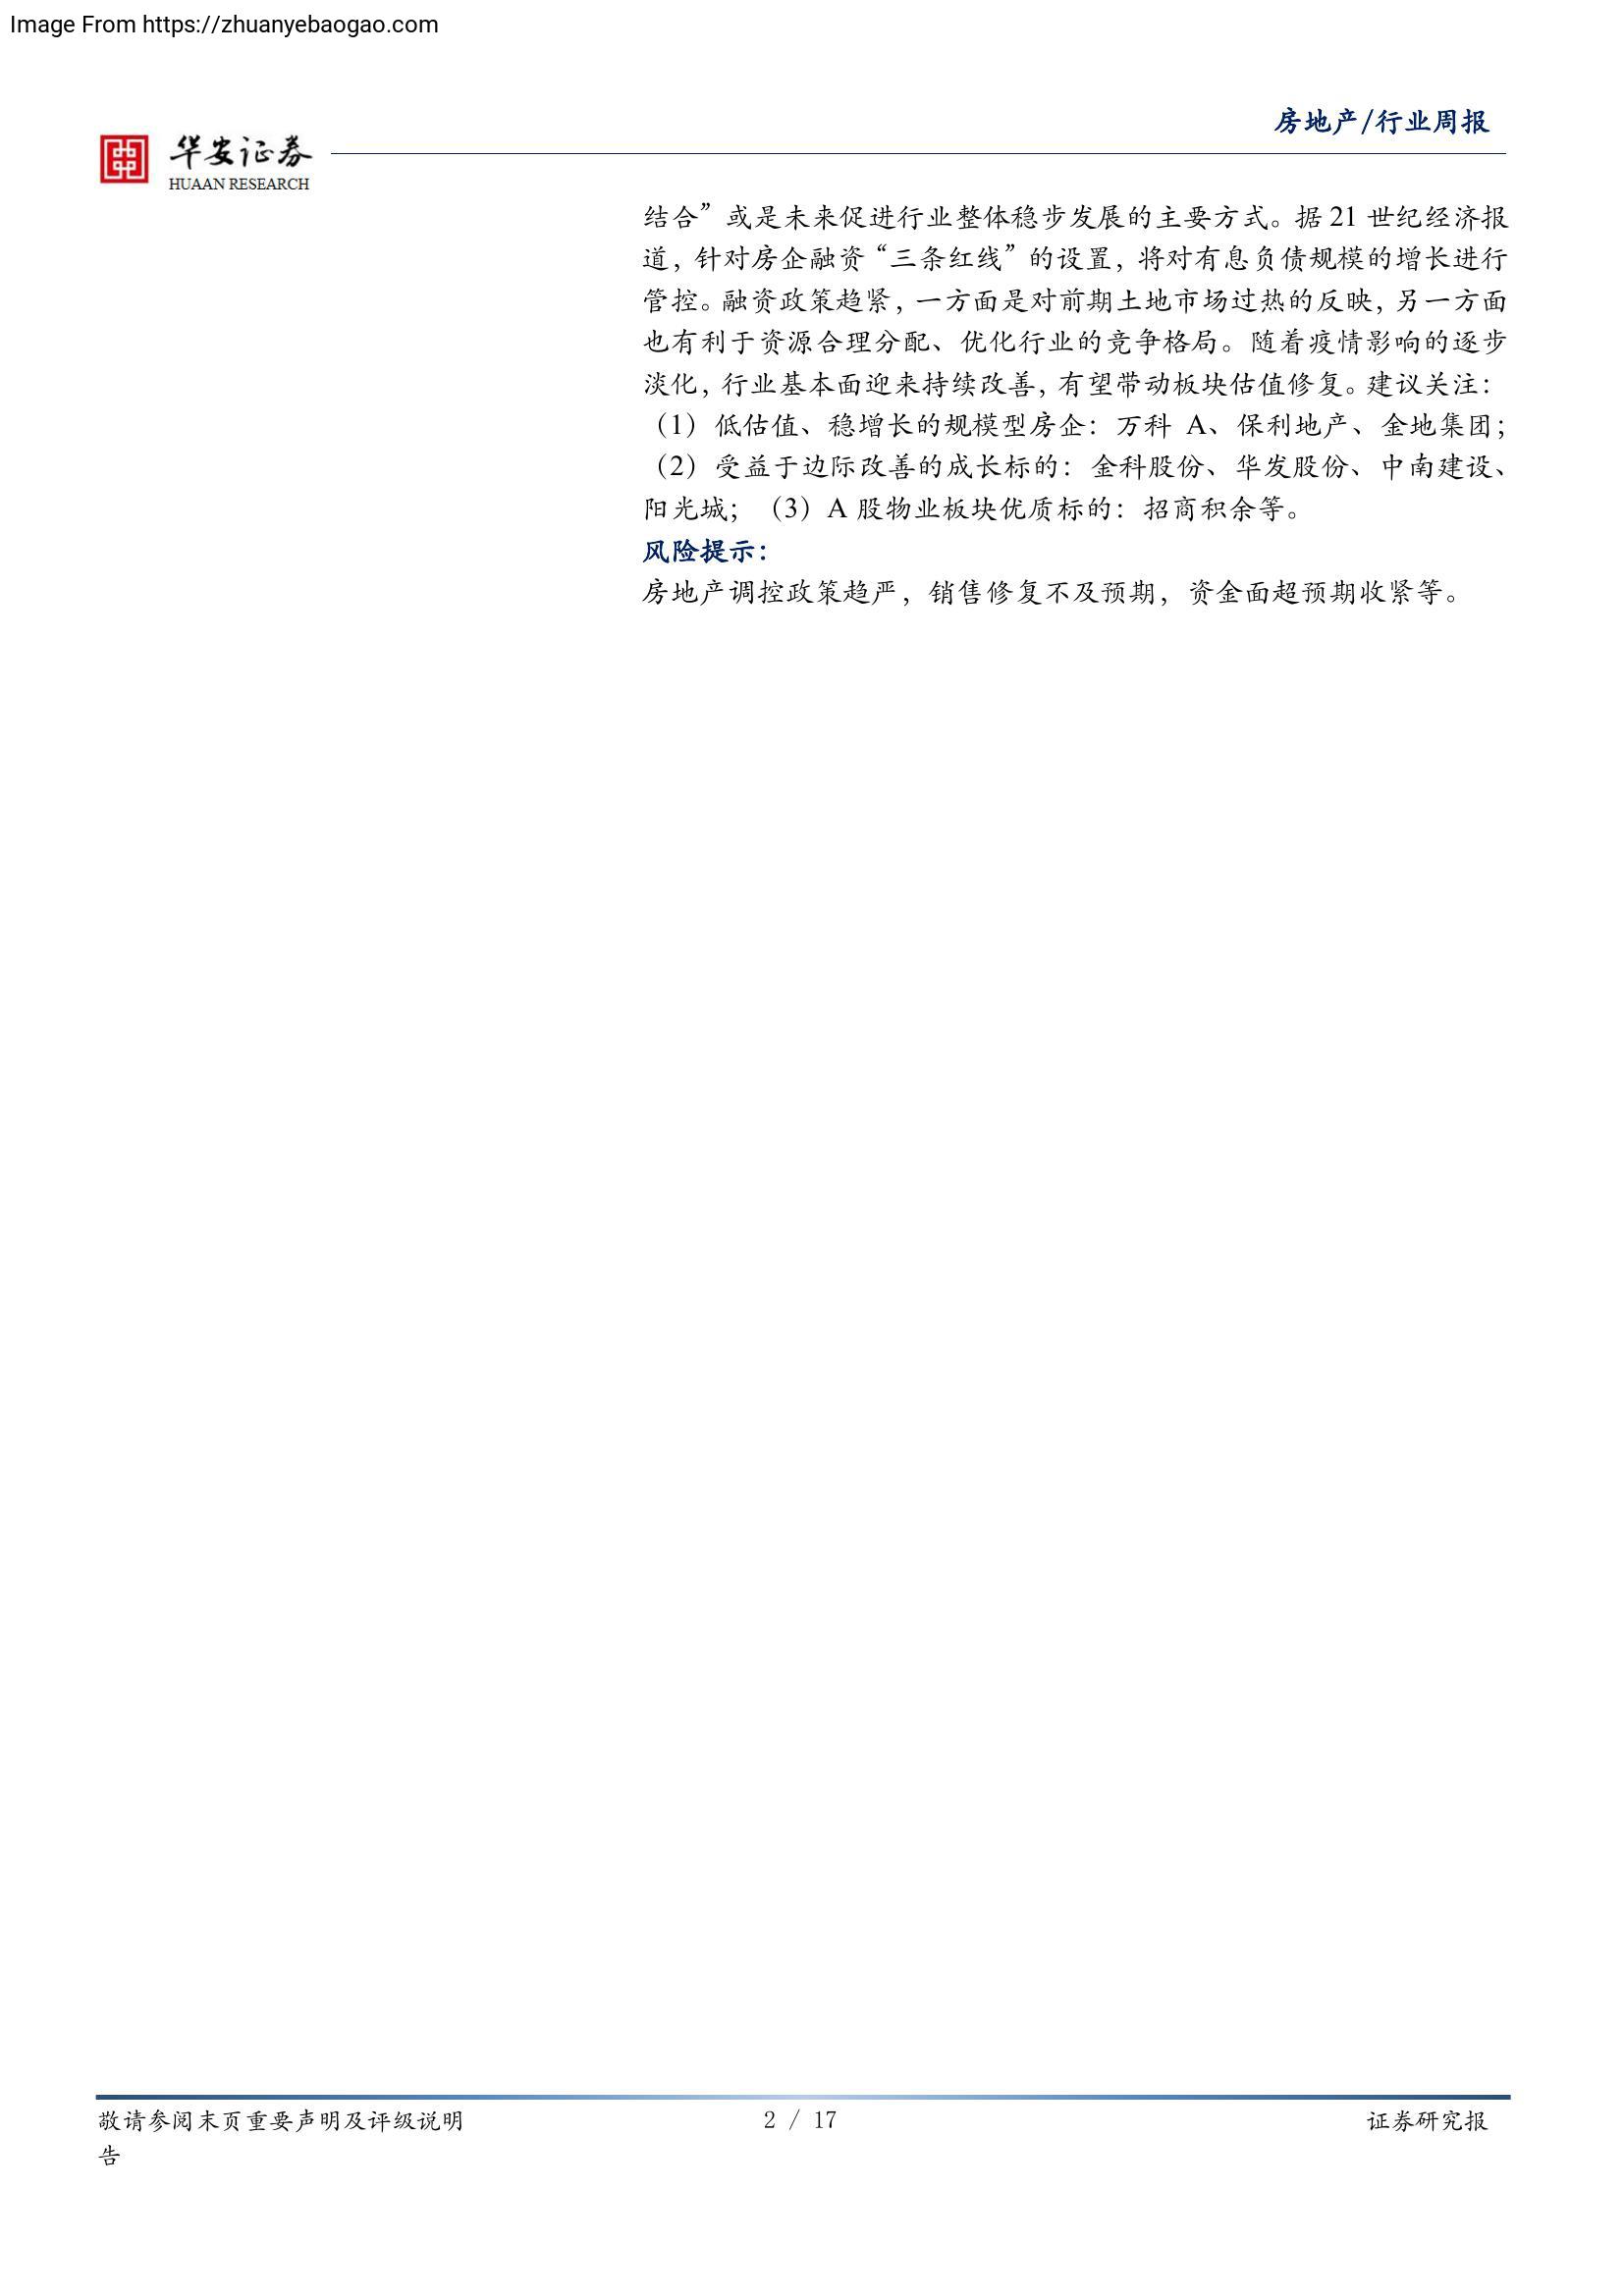 Image From https://zhuanyebaogao.com
房地产/行业周报
华安证券
HUAAN RESEARCH
结合”或是未来促进行业整体稳步发展的主要方式。据 21 世纪经济报
道，针对房企融资“三条红线”的设置，将对有息负债规模的增长进行
管控。融资政策趋紧，一方面是对前期土地市场过热的反映，另一方面
也有利于资源合理分配、优化行业的竞争格局。随着疫情影响的逐步
淡化，行业基本面迎来持续改善，有望带动板块估值修复。建议关注：
（1）低估值、稳增长的规模型房企：万科 A、保利地产、金地集团；
（2）受益于边际改善的成长标的：金科股份、华发股份、中南建设、
阳光城；（3）A 股物业板块优质标的：招商积余等。
风险提示：
房地产调控政策趋严，销售修复不及预期，资金面超预期收紧等。
敬请参阅末页重要声明及评级说明 2 / 17 证券研究报
告